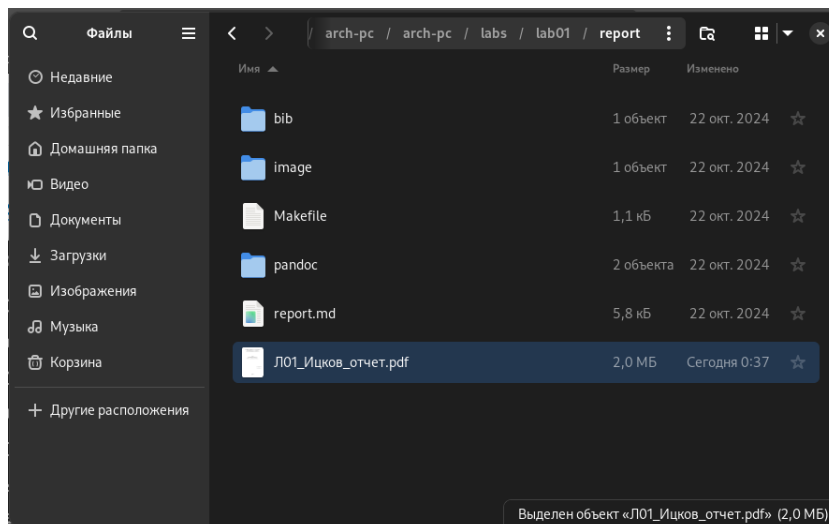 Файлы
/ arch-pc / arch-pc / labs / lab01 / report
Имя Размер Изменено
Недавние
Избранные
Домашняя папка
Видео
Документы
Загрузки
Изображения
Музыка
Корзина
Другие расположения
bib 1 объект 22 окт. 2024
image 1 объект 22 окт. 2024
Makefile 1,1 кБ 22 окт. 2024
pandoc 2 объекта 22 окт. 2024
report.md 5,8 кБ 22 окт. 2024
Л01_Ицков_отчет.pdf 2,0 МБ Сегодня 0:37
Выделен объект «Л01_Ицков_отчет.pdf» (2,0 МБ)